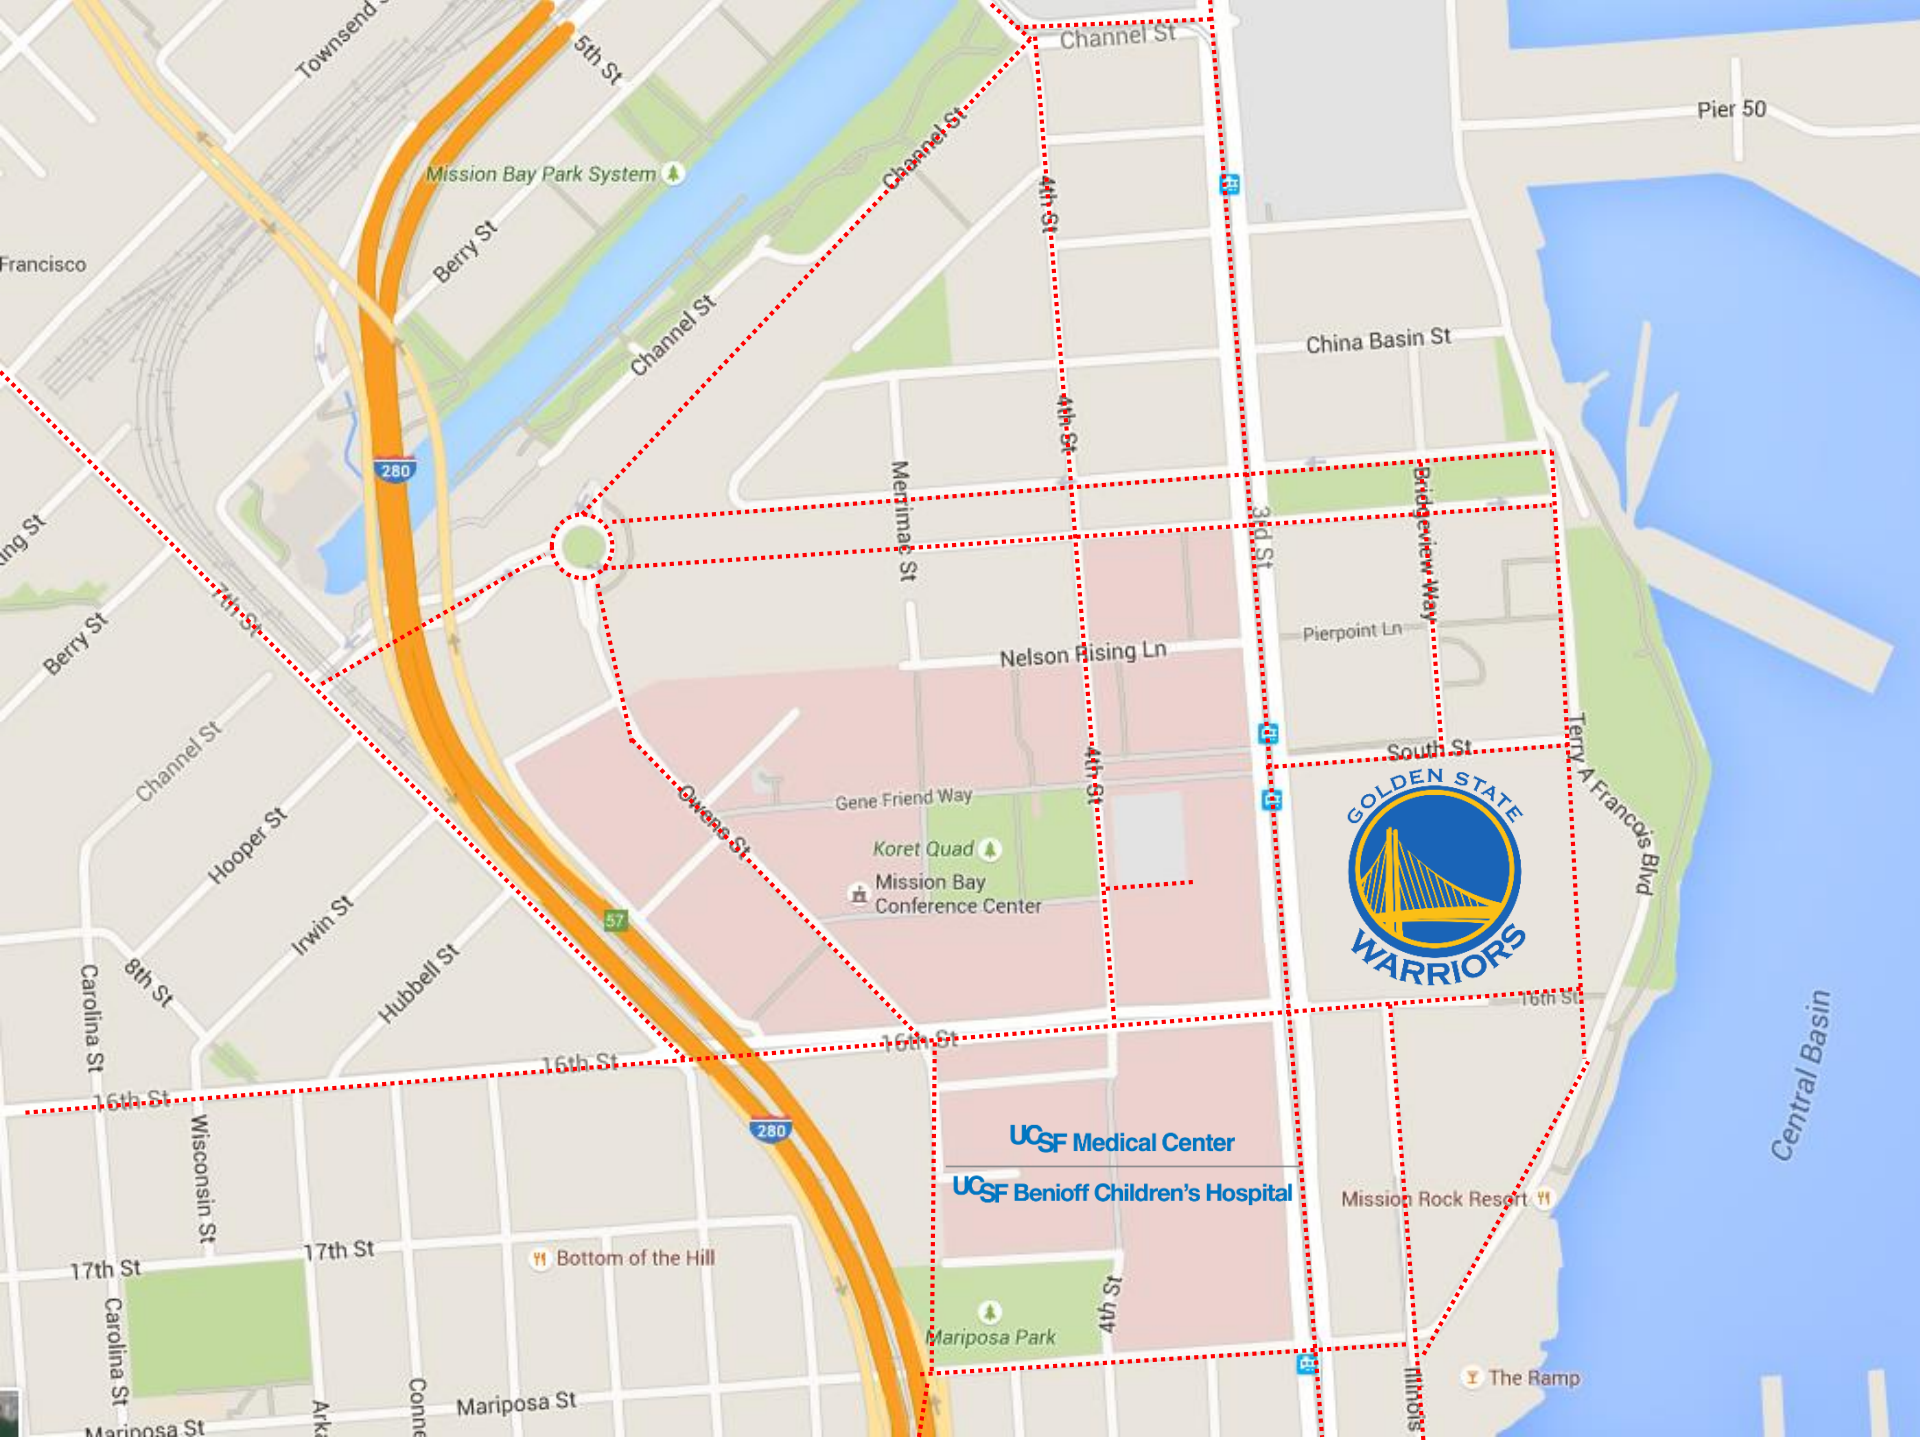 Townsend
5th St
Channel St
Pier 50
Channel St
Mission Bay Park System
4th St
Berry St
Francisco
Channel St
China Basin St
4th St
280
Merrimac St
Bridgeview Way
3rd St
7th St
Berry St
Pierpoint Ln
Nelson Rising Ln
Channel St
South St
Terry A Francois Blvd
4th St
GOLDEN STATE
WARRIORS
Owens St
Gene Friend Way
Hooper St
Koret Quad
Mission Bay
Conference Center
57
Irwin St
Hubbell St
8th St
Carolina St
16th St
16th St
16th St
16th St
Central Basin
280
Wisconsin St
UCSF Medical Center
UCSF Benioff Children's Hospital
Mission Rock Resort
17th St
17th St
Bottom of the Hill
4th St
Mariposa Park
Carolina St
The Ramp
Illinois
Mariposa St
Mariposa St
Arka
Conne